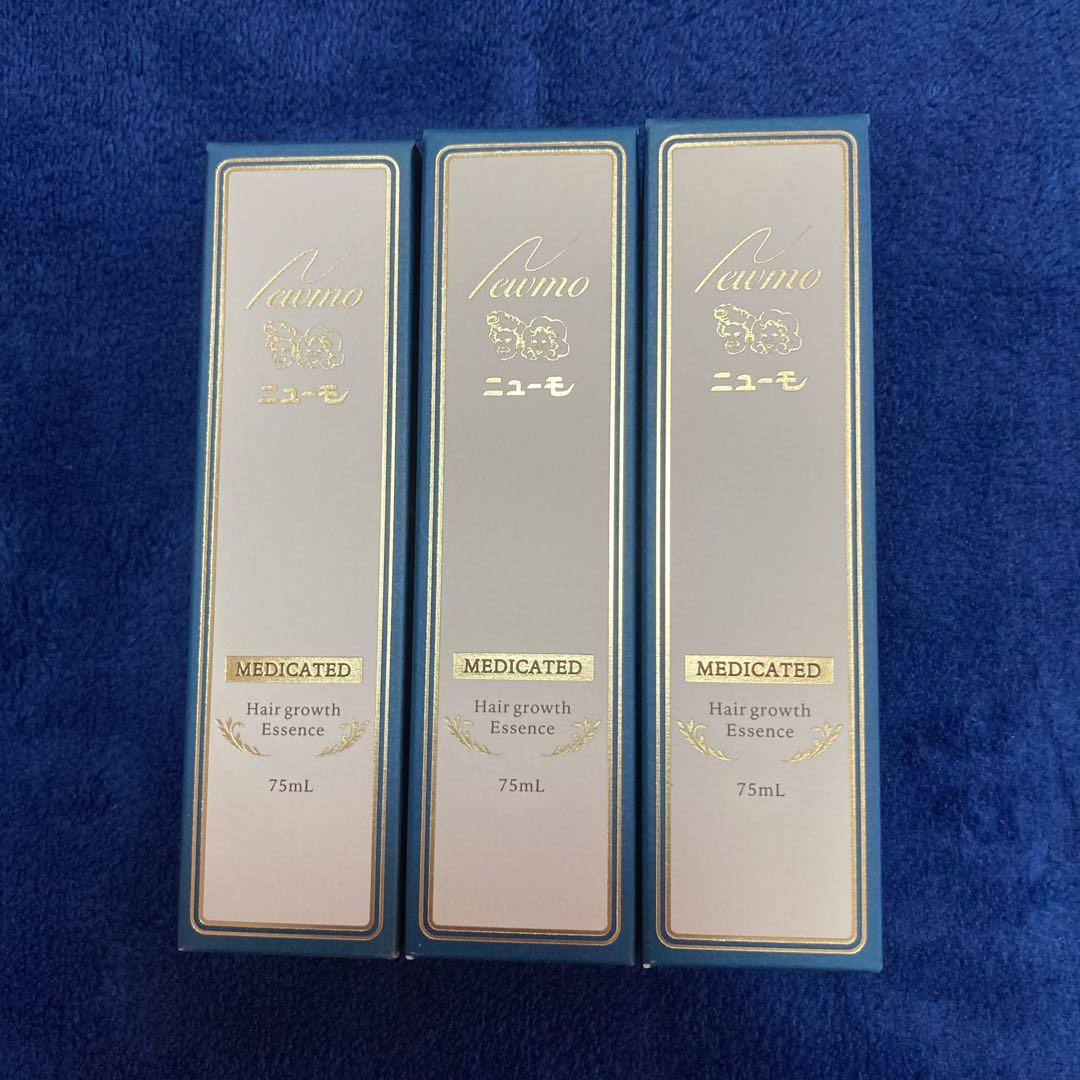 Newmo
ニューモ
MEDICATED
Hair growth
Essence
75mL
Newmo
ニューモ
MEDICATED
Hair growth
Essence
75mL
Newmo
ニューモ
MEDICATED
Hair growth
Essence
75mL